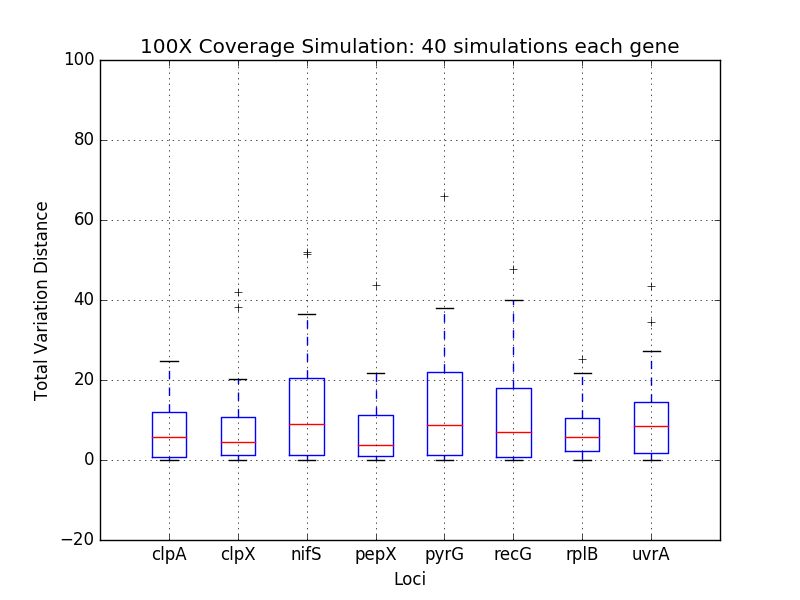 100X Coverage Simulation: 40 simulations each gene
100
80
60
40
20
0
−20
Total Variation Distance
clpA clpX nifS pepX pyrG recG rplB uvrA
Loci